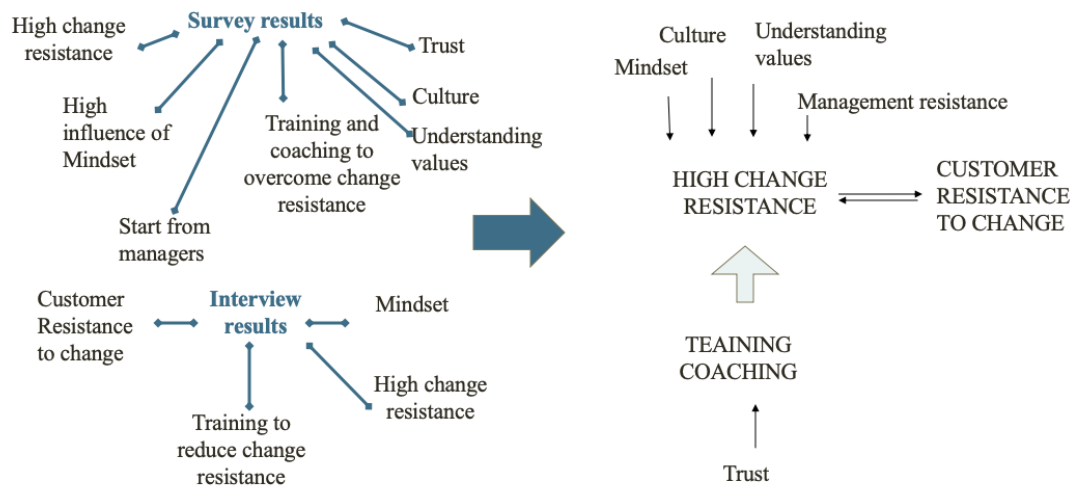 Survey results
High change
resistance
Trust
High
influence of
Mindset
Culture
Training and
coaching to
overcome change
resistance
Understanding
values
Start from
managers
Customer
Resistance
to change
Interview
results
Mindset
High change
resistance
Training to
reduce change
resistance
Culture
Understanding
values
Mindset
Management resistance
HIGH CHANGE
RESISTANCE
CUSTOMER
RESISTANCE
TO CHANGE
TEAINING
COACHING
Trust